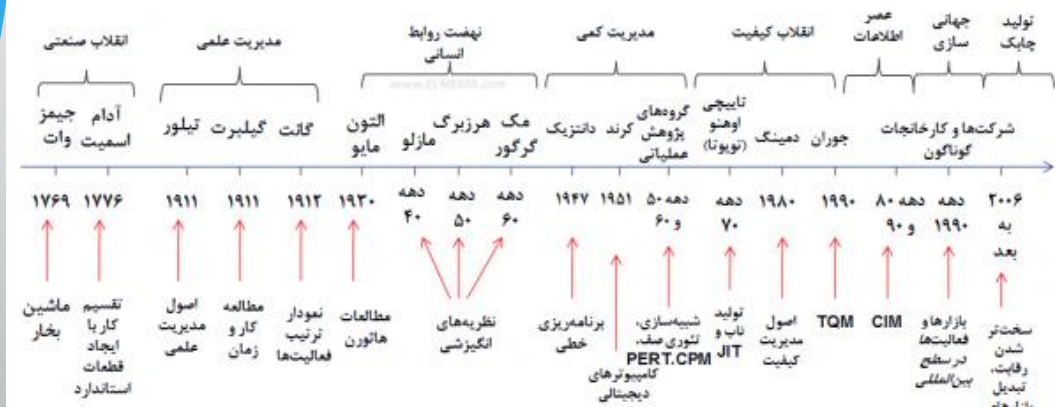 انقلاب صنعتی
مدیریت علمی
نهضت روابط
انسانی
مدیریت کمی
انقلاب کیفیت
عصر
اطلاعات
جهانی
سازی
تولید
چابک
جیمز
وات
آدام
اسمیت
تیلور
گیلبرت
گانت
التون
مایو
مازلو
هرزبرگ
مک
گرگور
دانتزیک
کرند
گروه‌های
پژوهش
عملیاتی
تاییچی
اوهنو
(تویوتا)
دمینگ
جوران
شرکت‌ها و کارخانجات
گوناگون
۱۷۶۹
۱۷۷۶
۱۹۱۱
۱۹۱۱
۱۹۱۲
۱۹۳۰
دهه
۴۰
دهه
۵۰
دهه
۶۰
۱۹۴۷
۱۹۵۱
دهه ۵۰
و ۶۰
دهه
۷۰
۱۹۸۰
۱۹۹۰
دهه ۸۰
و ۹۰
دهه
۱۹۹۰
۲۰۰۶
به
بعد
ماشین
بخار
تقسیم
کار با
ایجاد
قطعات
استاندارد
اصول
مدیریت
علمی
مطالعه
کار و
زمان
نمودار
ترتیب
فعالیت‌ها
مطالعات
هاثورن
نظریه‌های
انگیزشی
برنامه‌ریزی
خطی
کامپیوترهای
دیجیتالی
شبیه‌سازی،
تئوری صف،
PERT.CPM
تولید
ناب و
JIT
اصول
مدیریت
کیفیت
TQM
CIM
بازارها و
فعالیت‌ها
در سطح
بین‌المللی
سخت‌تر
شدن
رقابت،
تبدیل